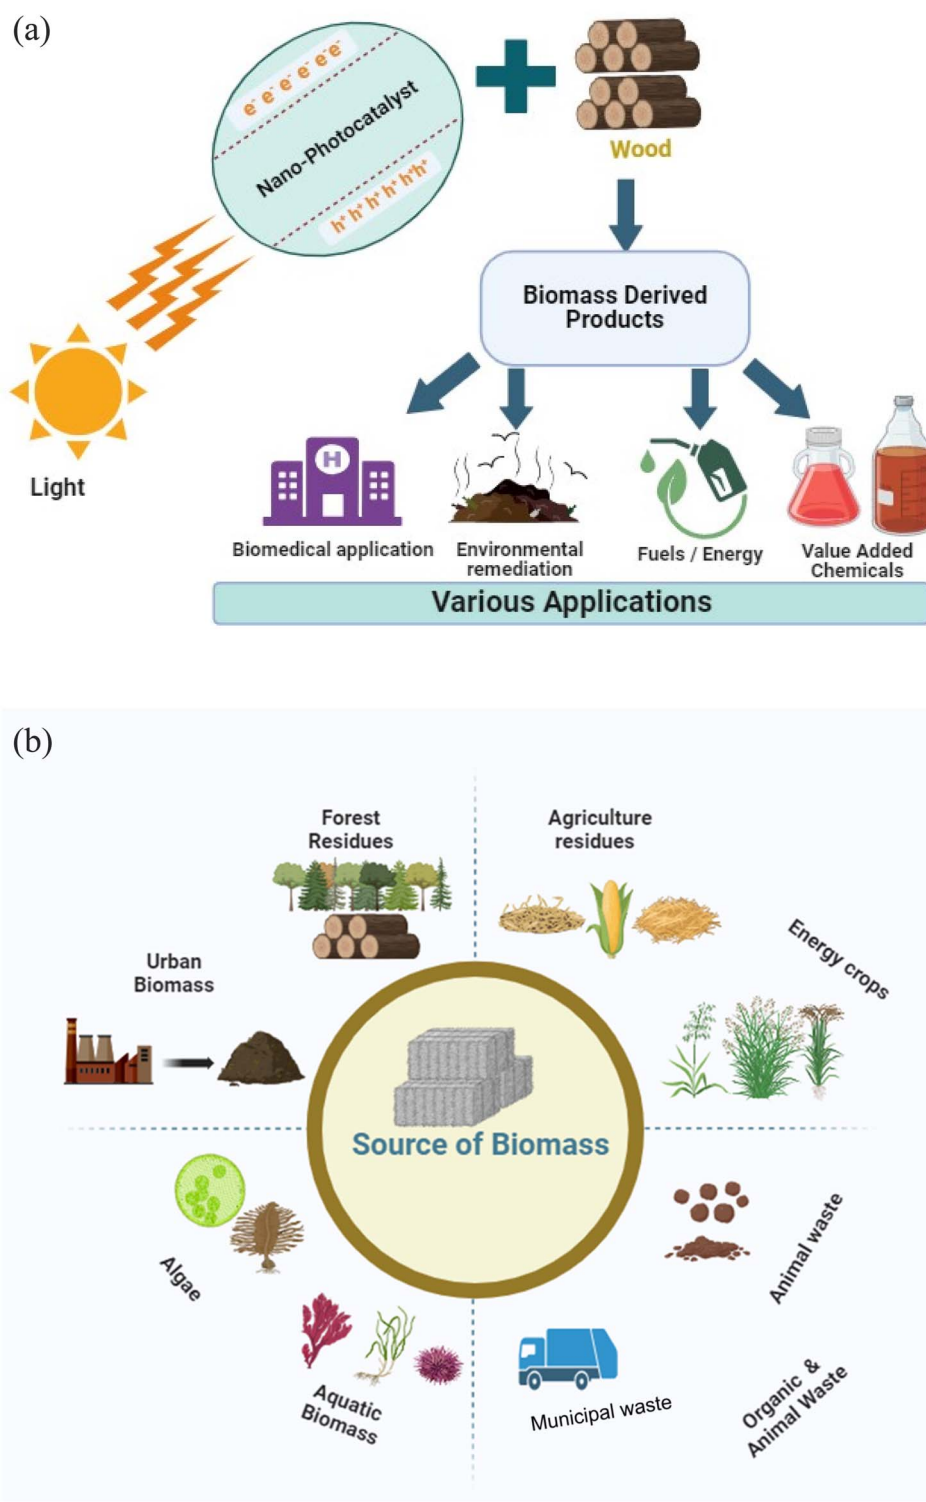 (a)
e⁻ e⁻ e⁻ e⁻ e⁻ e⁻
Nano-Photocatalyst
h⁺ h⁺ h⁺ h⁺ h⁺ h⁺
Wood
Light
Biomass Derived
Products
H
Biomedical application
Environmental
remediation
Fuels / Energy
Value Added
Chemicals
Various Applications
(b)
Forest
Residues
Agriculture
residues
Energy crops
Urban
Biomass
Source of Biomass
Algae
Animal waste
Aquatic
Biomass
Municipal waste
Organic &
Animal Waste